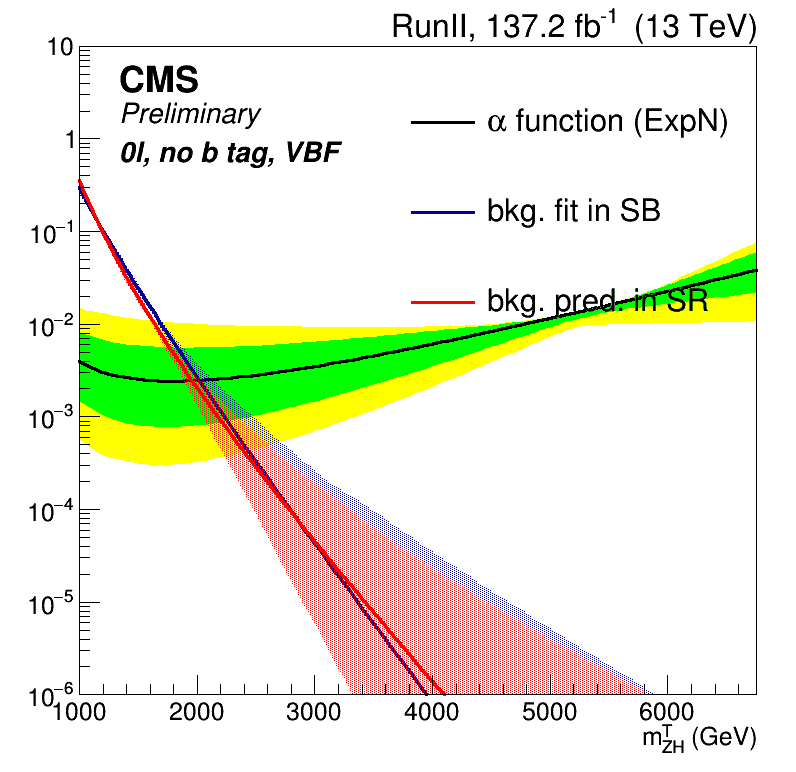 RunII, 137.2 fb⁻¹ (13 TeV)
10
CMS
Preliminary
α function (ExpN)
1
0l, no b tag, VBF
bkg. fit in SB
10⁻¹
bkg. pred. in SR
10⁻²
10⁻³
10⁻⁴
10⁻⁵
10⁻⁶
1000 2000 3000 4000 5000 6000
m^T_ZH (GeV)